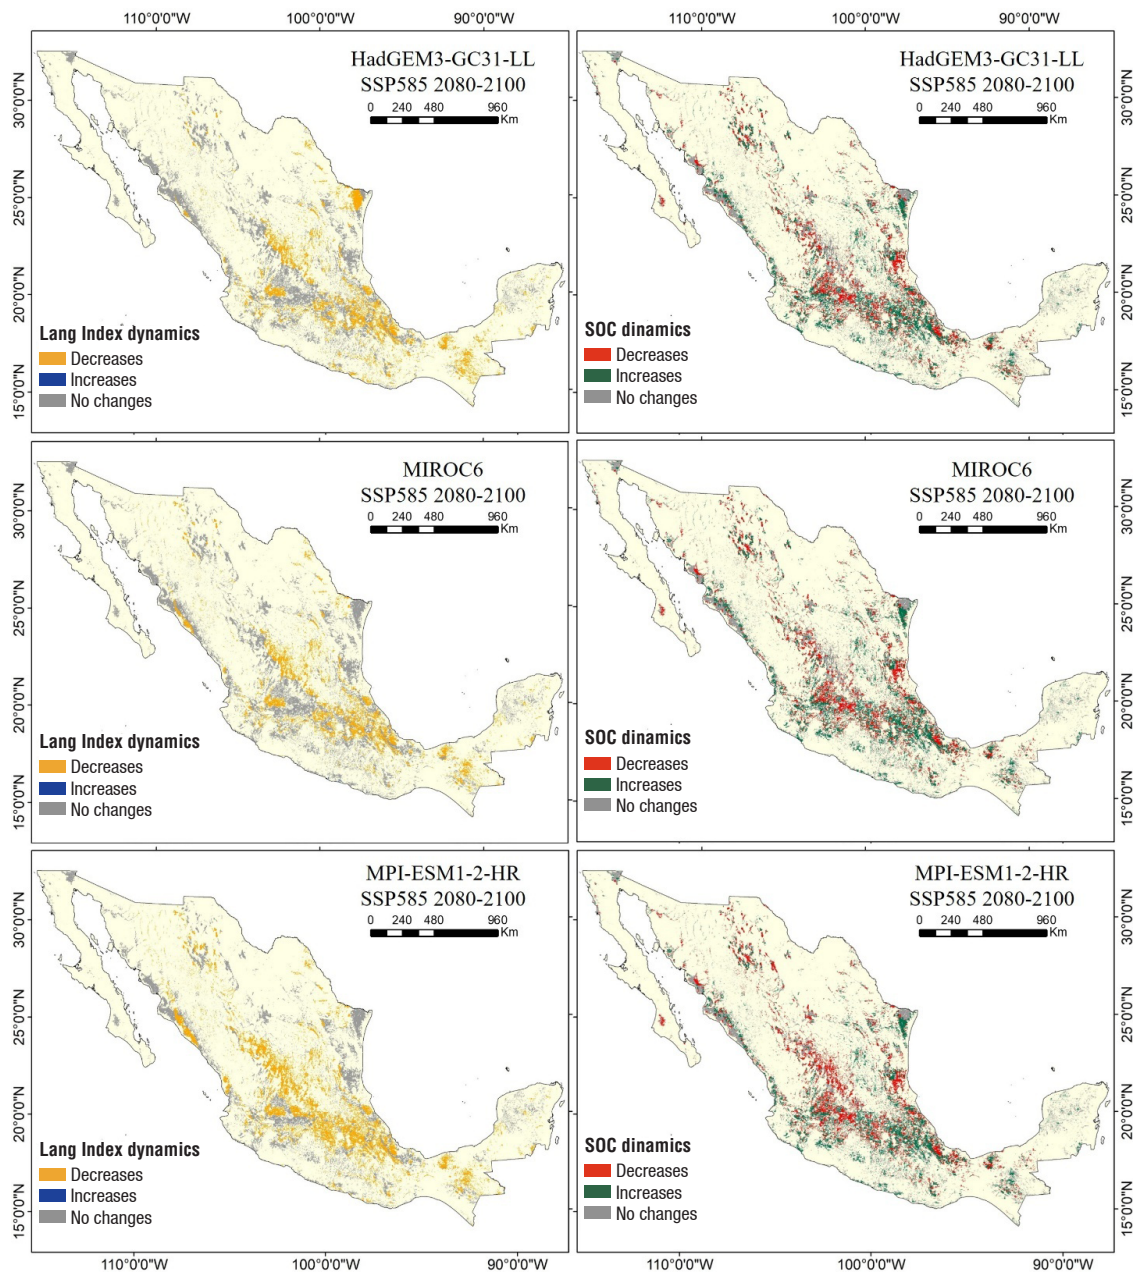 110°0'0"W 100°0'0"W 90°0'0"W 110°0'0"W 100°0'0"W 90°0'0"W
HadGEM3-GC31-LL
SSP585 2080-2100
0 240 480 960
Km
30°0'0"N
25°0'0"N
20°0'0"N
15°0'0"N
Lang Index dynamics
Decreases
Increases
No changes
HadGEM3-GC31-LL
SSP585 2080-2100
0 240 480 960
Km
30°0'0"N
25°0'0"N
20°0'0"N
15°0'0"N
SOC dinamics
Decreases
Increases
No changes
MIROC6
SSP585 2080-2100
0 240 480 960
Km
30°0'0"N
25°0'0"N
20°0'0"N
15°0'0"N
Lang Index dynamics
Decreases
Increases
No changes
MIROC6
SSP585 2080-2100
0 240 480 960
Km
30°0'0"N
25°0'0"N
20°0'0"N
15°0'0"N
SOC dinamics
Decreases
Increases
No changes
MPI-ESM1-2-HR
SSP585 2080-2100
0 240 480 960
Km
30°0'0"N
25°0'0"N
20°0'0"N
15°0'0"N
Lang Index dynamics
Decreases
Increases
No changes
MPI-ESM1-2-HR
SSP585 2080-2100
0 240 480 960
Km
30°0'0"N
25°0'0"N
20°0'0"N
15°0'0"N
SOC dinamics
Decreases
Increases
No changes
110°0'0"W 100°0'0"W 90°0'0"W 110°0'0"W 100°0'0"W 90°0'0"W